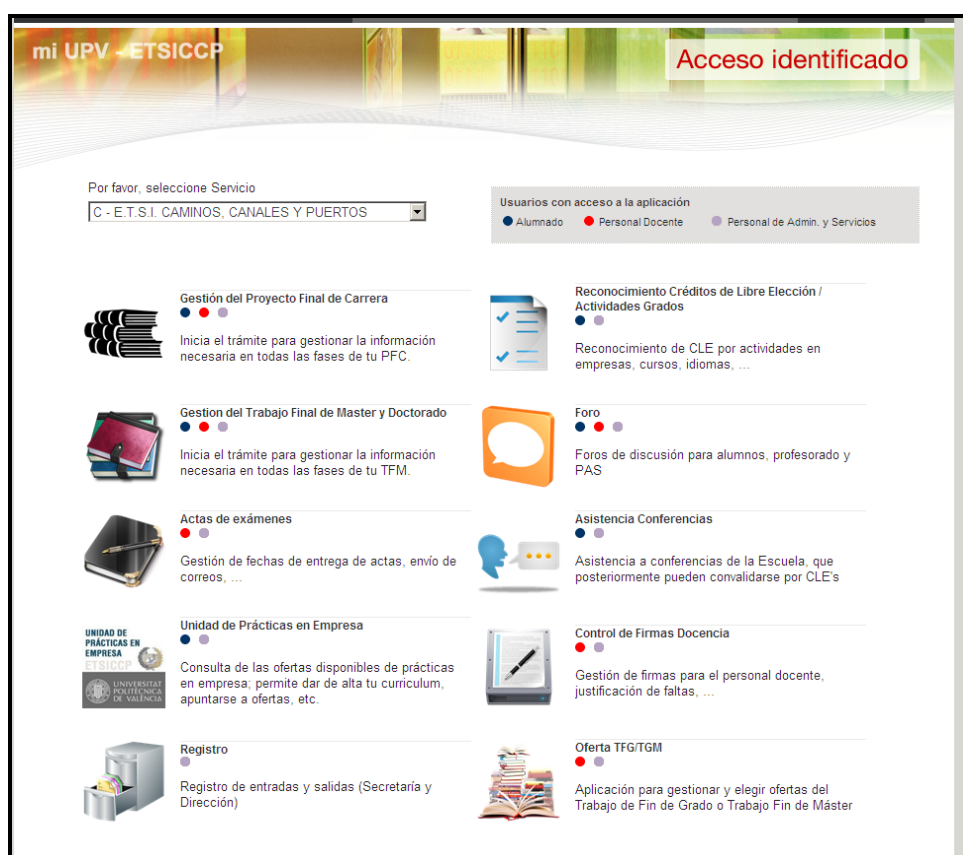 mi UPV - ETSICCP
Acceso identificado
Por favor, seleccione Servicio
C - E.T.S.I. CAMINOS, CANALES Y PUERTOS
Usuarios con acceso a la aplicación
Alumnado Personal Docente Personal de Admin. y Servicios
Gestión del Proyecto Final de Carrera
Inicia el trámite para gestionar la información
necesaria en todas las fases de tu PFC.
Reconocimiento Créditos de Libre Elección /
Actividades Grados
Reconocimiento de CLE por actividades en
empresas, cursos, idiomas, ...
Gestion del Trabajo Final de Master y Doctorado
Inicia el trámite para gestionar la información
necesaria en todas las fases de tu TFM.
Foro
Foros de discusión para alumnos, profesorado y
PAS
Actas de exámenes
Gestión de fechas de entrega de actas, envío de
correos, ...
Asistencia Conferencias
Asistencia a conferencias de la Escuela, que
posteriormente pueden convalidarse por CLE's
UNIDAD DE
PRÁCTICAS EN
EMPRESA
ETSICCP
UNIVERSITAT
POLITÈCNICA
DE VALÈNCIA
Unidad de Prácticas en Empresa
Consulta de las ofertas disponibles de prácticas
en empresa; permite dar de alta tu curriculum,
apuntarse a ofertas, etc.
Control de Firmas Docencia
Gestión de firmas para el personal docente,
justificación de faltas, ...
Registro
Registro de entradas y salidas (Secretaría y
Dirección)
Oferta TFG/TGM
Aplicación para gestionar y elegir ofertas del
Trabajo de Fin de Grado o Trabajo Fin de Máster